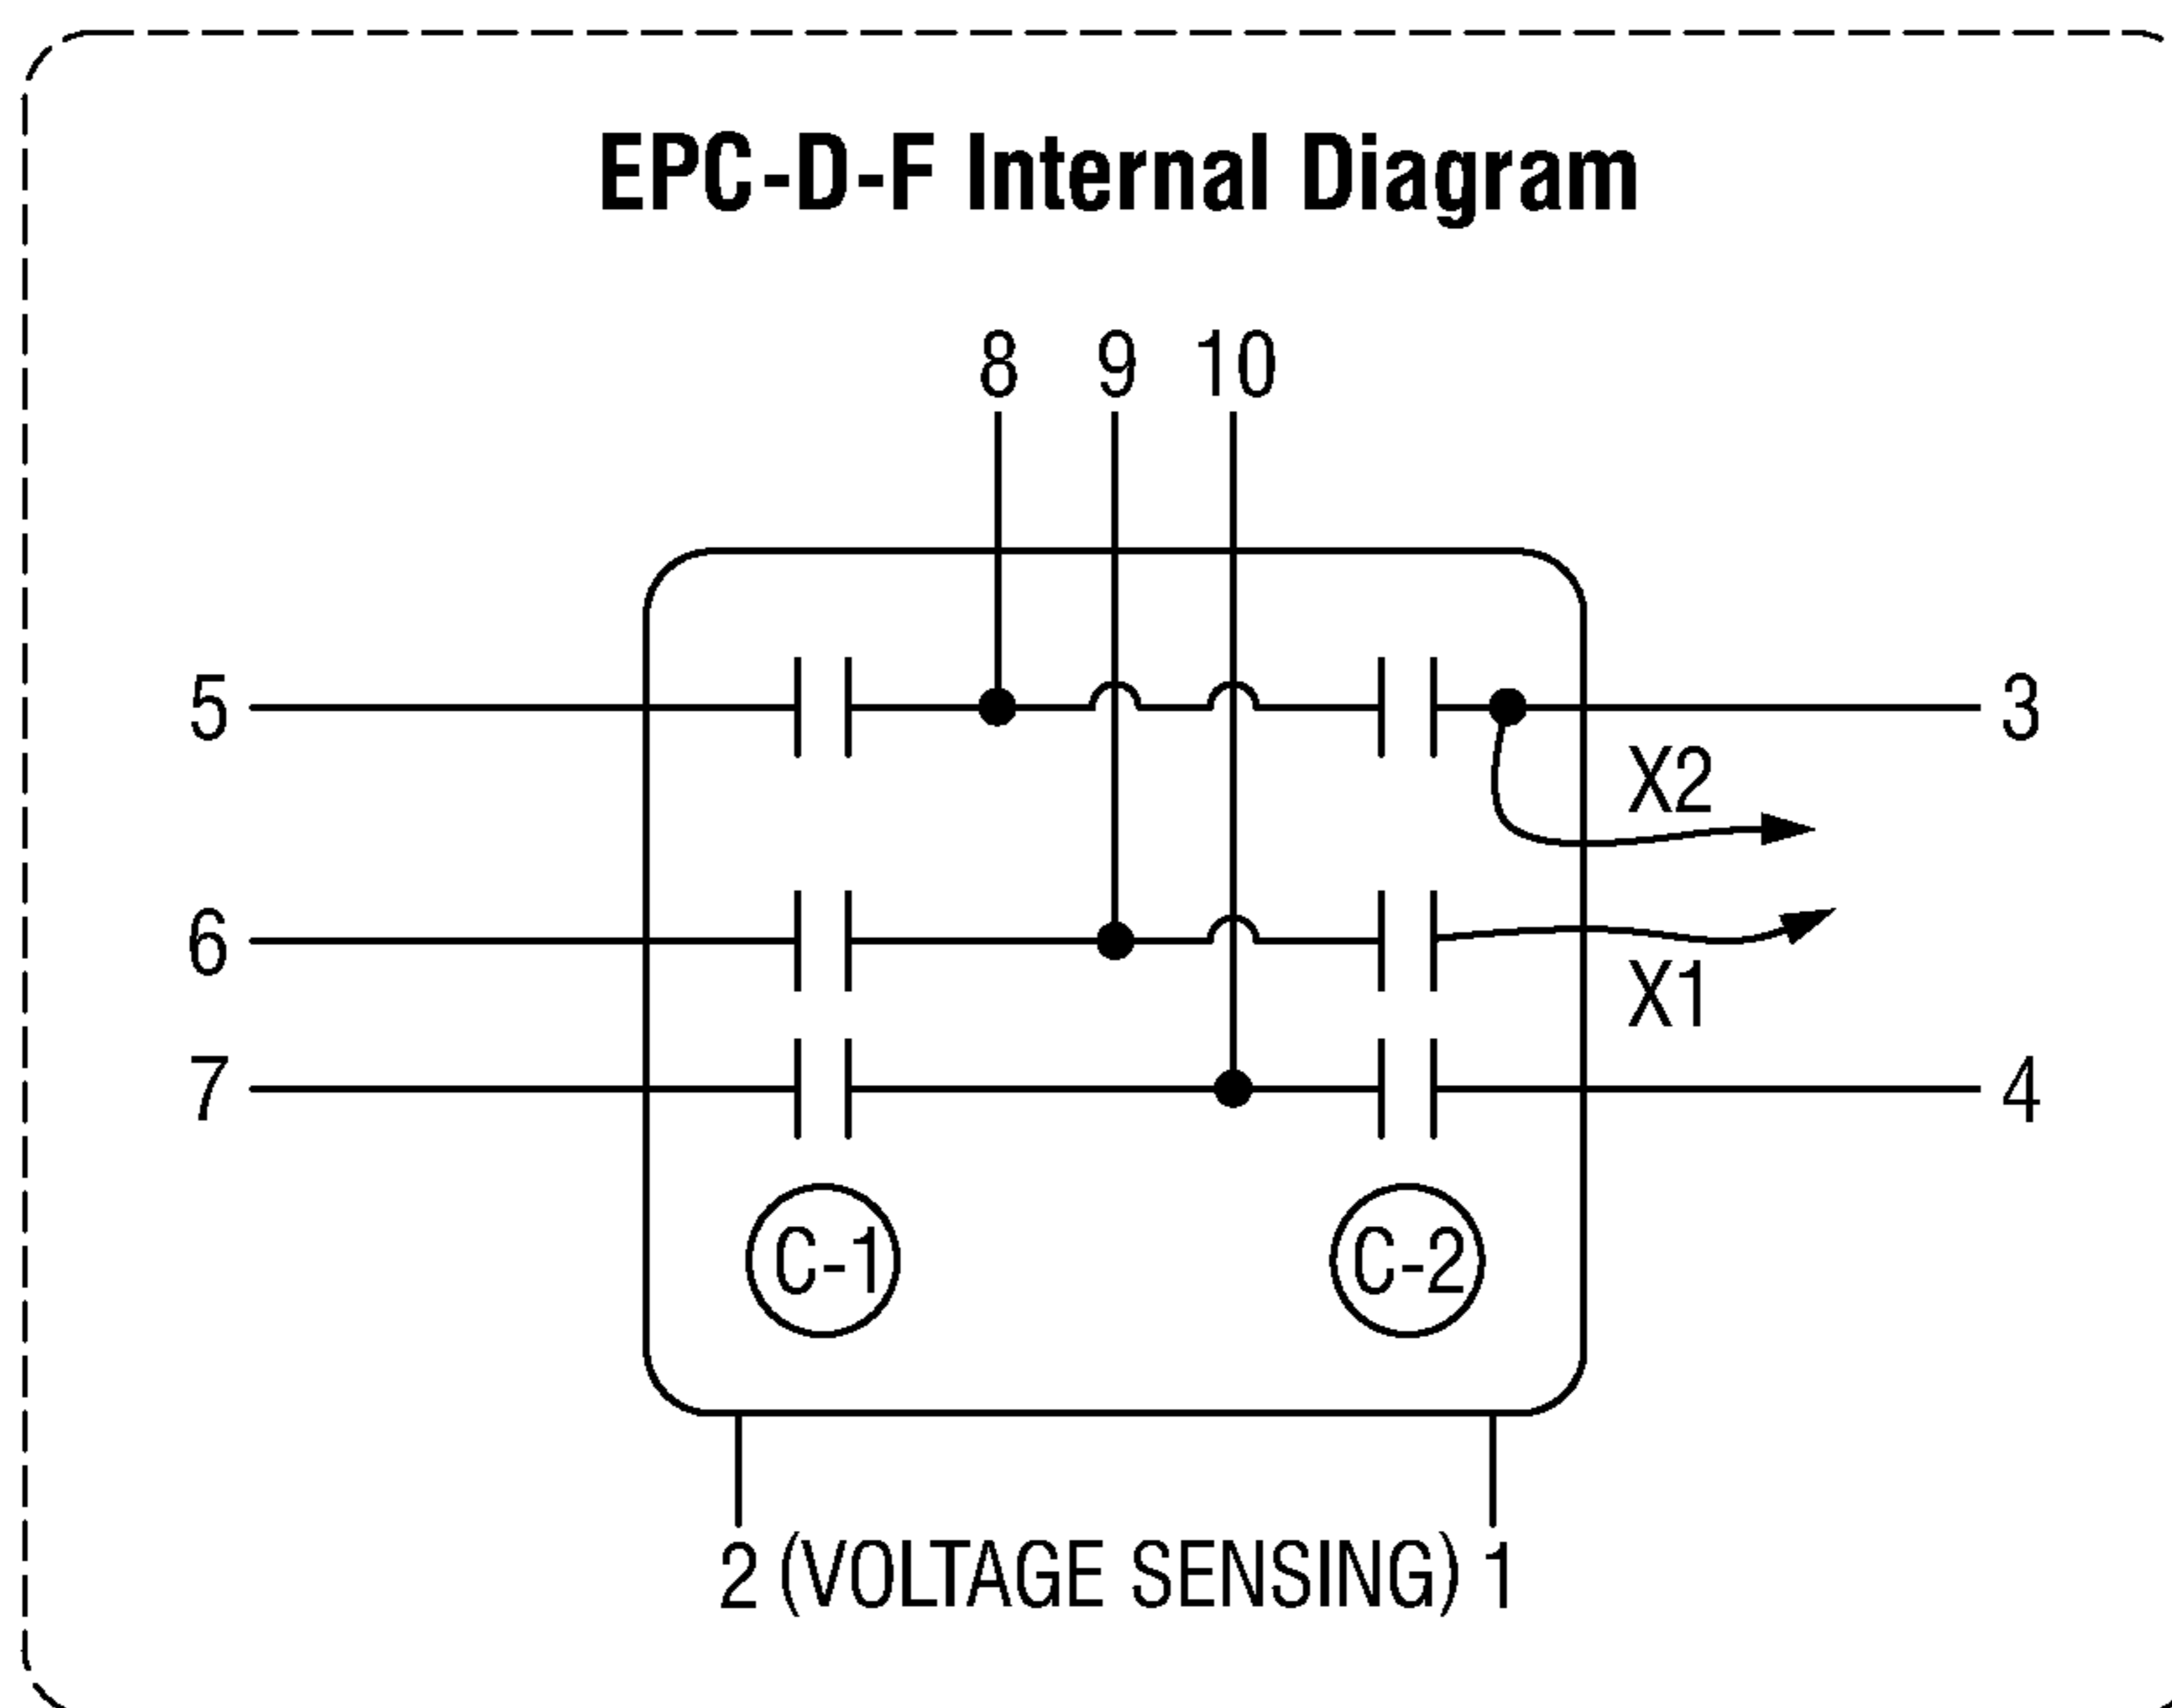 EPC-D-F Internal Diagram
8 9 10
5
3
X2
6
X1
7
4
C-1
C-2
2 (VOLTAGE SENSING) 1